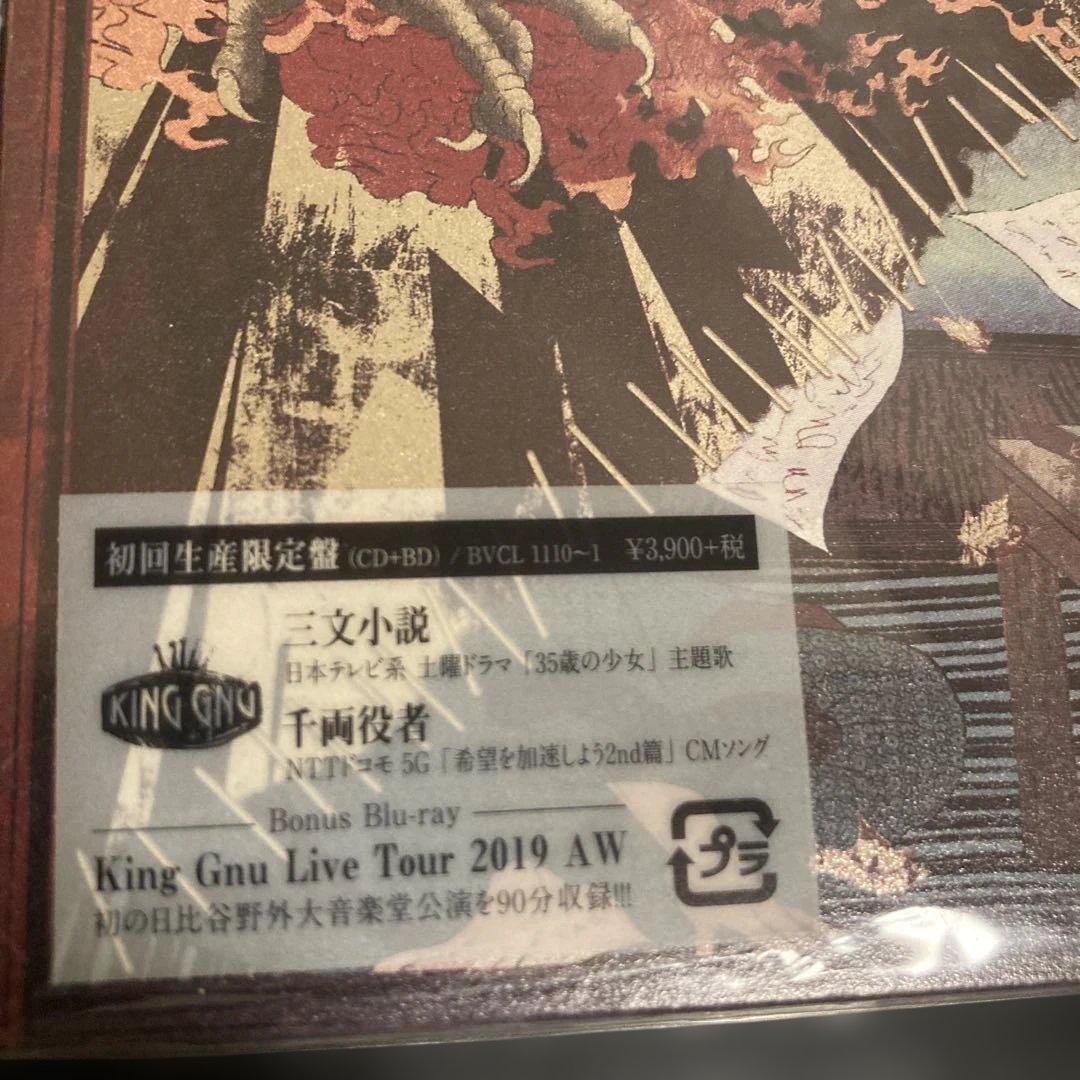 初回生産限定盤 (CD+BD) / BVCL 1110~1 ¥3,900+税
三文小説
日本テレビ系 土曜ドラマ「35歳の少女」主題歌
KING GNU
千両役者
NTTドコモ 5G「希望を加速しよう2nd篇」CMソング
Bonus Blu-ray
King Gnu Live Tour 2019 AW
初の日比谷野外大音楽堂公演を90分収録!!!
プラ